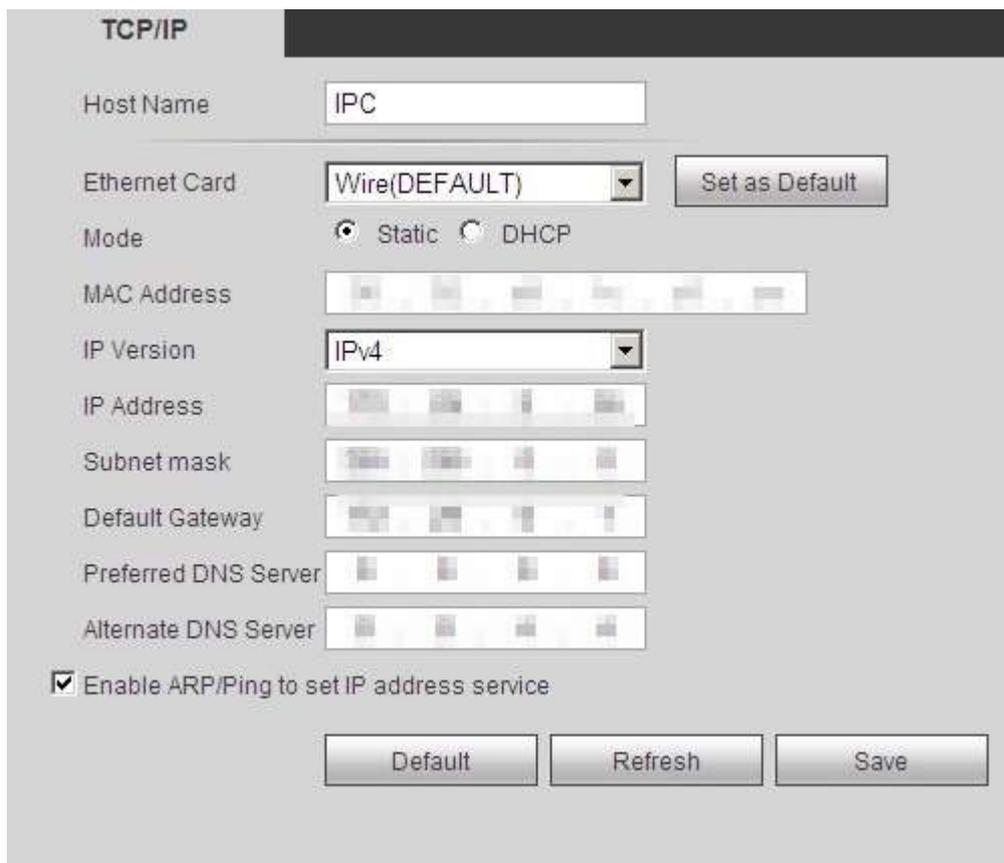 TCP/IP
Host Name IPC
Ethernet Card Wire(DEFAULT) Set as Default
Mode Static DHCP
MAC Address
IP Version IPv4
IP Address
Subnet mask
Default Gateway
Preferred DNS Server
Alternate DNS Server
Enable ARP/Ping to set IP address service
Default Refresh Save